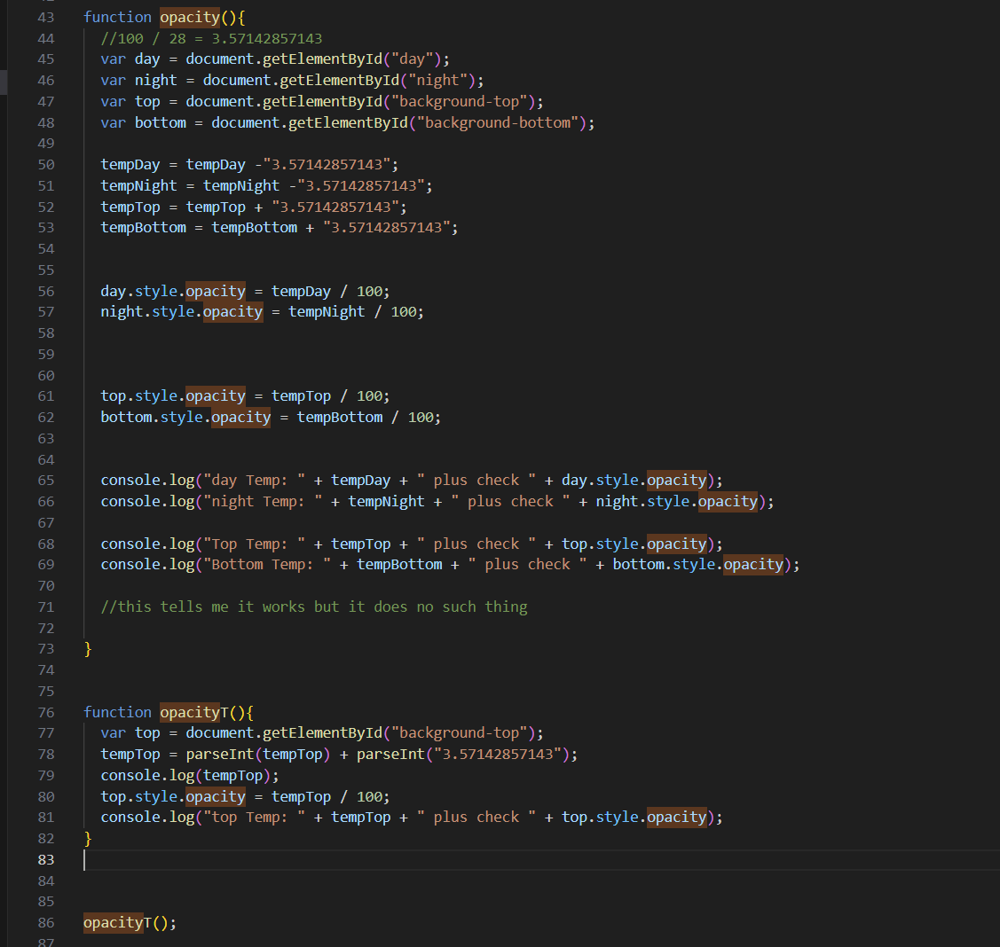 43 function opacity(){
44 //100 / 28 = 3.57142857143
45 var day = document.getElementById("day");
46 var night = document.getElementById("night");
47 var top = document.getElementById("background-top");
48 var bottom = document.getElementById("background-bottom");
49
50 tempDay = tempDay -"3.57142857143";
51 tempNight = tempNight -"3.57142857143";
52 tempTop = tempTop + "3.57142857143";
53 tempBottom = tempBottom + "3.57142857143";
54
55
56 day.style.opacity = tempDay / 100;
57 night.style.opacity = tempNight / 100;
58
59
60
61 top.style.opacity = tempTop / 100;
62 bottom.style.opacity = tempBottom / 100;
63
64
65 console.log("day Temp: " + tempDay + " plus check " + day.style.opacity);
66 console.log("night Temp: " + tempNight + " plus check " + night.style.opacity);
67
68 console.log("Top Temp: " + tempTop + " plus check " + top.style.opacity);
69 console.log("Bottom Temp: " + tempBottom + " plus check " + bottom.style.opacity);
70
71 //this tells me it works but it does no such thing
72
73 }
74
75
76 function opacityT(){
77 var top = document.getElementById("background-top");
78 tempTop = parseInt(tempTop) + parseInt("3.57142857143");
79 console.log(tempTop);
80 top.style.opacity = tempTop / 100;
81 console.log("top Temp: " + tempTop + " plus check " + top.style.opacity);
82 }
83
84
85
86 opacityT();
87